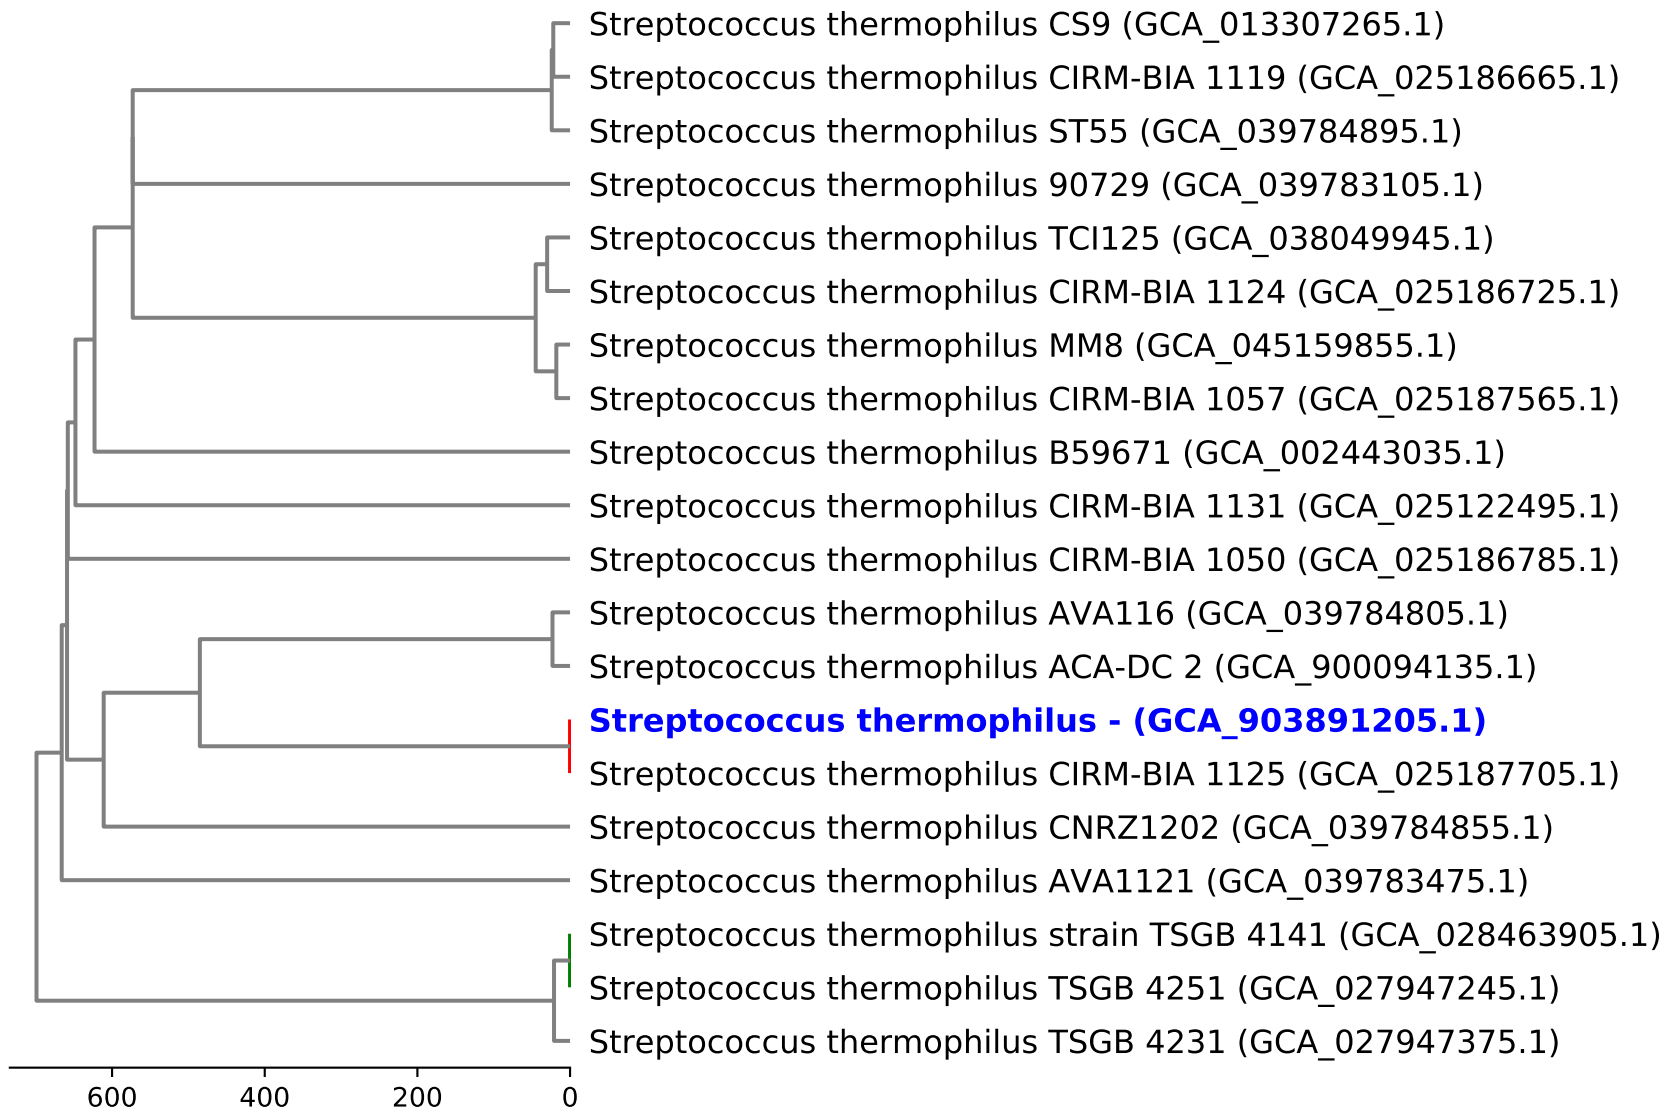 Streptococcus thermophilus CS9 (GCA_013307265.1)
Streptococcus thermophilus CIRM-BIA 1119 (GCA_025186665.1)
Streptococcus thermophilus ST55 (GCA_039784895.1)
Streptococcus thermophilus 90729 (GCA_039783105.1)
Streptococcus thermophilus TCI125 (GCA_038049945.1)
Streptococcus thermophilus CIRM-BIA 1124 (GCA_025186725.1)
Streptococcus thermophilus MM8 (GCA_045159855.1)
Streptococcus thermophilus CIRM-BIA 1057 (GCA_025187565.1)
Streptococcus thermophilus B59671 (GCA_002443035.1)
Streptococcus thermophilus CIRM-BIA 1131 (GCA_025122495.1)
Streptococcus thermophilus CIRM-BIA 1050 (GCA_025186785.1)
Streptococcus thermophilus AVA116 (GCA_039784805.1)
Streptococcus thermophilus ACA-DC 2 (GCA_900094135.1)
Streptococcus thermophilus - (GCA_903891205.1)
Streptococcus thermophilus CIRM-BIA 1125 (GCA_025187705.1)
Streptococcus thermophilus CNRZ1202 (GCA_039784855.1)
Streptococcus thermophilus AVA1121 (GCA_039783475.1)
Streptococcus thermophilus strain TSGB 4141 (GCA_028463905.1)
Streptococcus thermophilus TSGB 4251 (GCA_027947245.1)
Streptococcus thermophilus TSGB 4231 (GCA_027947375.1)
600 400 200 0